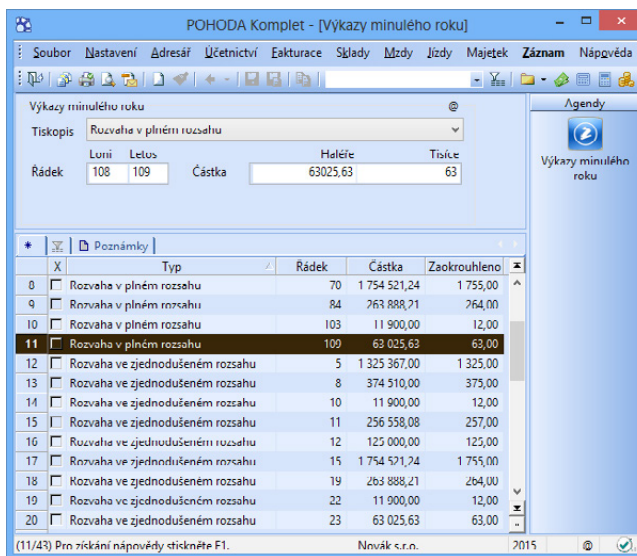 POHODA Komplet - [Výkazy minulého roku]
Soubor Nastavení Adresář Účetnictví Fakturace Sklady Mzdy Jízdy Majetek Záznam Nápověda
Výkazy minulého roku @
Agendy
Tiskopis Rozvaha v plném rozsahu
Výkazy minulého roku
Loni Letos Haléře Tisíce
Řádek 108 109 Částka 63025,63 63
* Poznámky
X Typ Řádek Částka Zaokrouhleno
8 Rozvaha v plném rozsahu 70 1 754 521,24 1 755,00
9 Rozvaha v plném rozsahu 84 263 888,21 264,00
10 Rozvaha v plném rozsahu 103 11 900,00 12,00
11 Rozvaha v plném rozsahu 109 63 025,63 63,00
12 Rozvaha ve zjednodušeném rozsahu 5 1 325 367,00 1 325,00
13 Rozvaha ve zjednodušeném rozsahu 8 374 510,00 375,00
14 Rozvaha ve zjednodušeném rozsahu 10 11 900,00 12,00
15 Rozvaha ve zjednodušeném rozsahu 11 256 558,08 257,00
16 Rozvaha ve zjednodušeném rozsahu 12 125 000,00 125,00
17 Rozvaha ve zjednodušeném rozsahu 15 1 754 521,24 1 755,00
18 Rozvaha ve zjednodušeném rozsahu 19 263 888,21 264,00
19 Rozvaha ve zjednodušeném rozsahu 22 11 900,00 12,00
20 Rozvaha ve zjednodušeném rozsahu 23 63 025,63 63,00
(11/43) Pro získání nápovědy stiskněte F1. Novák s.r.o. 2015 @